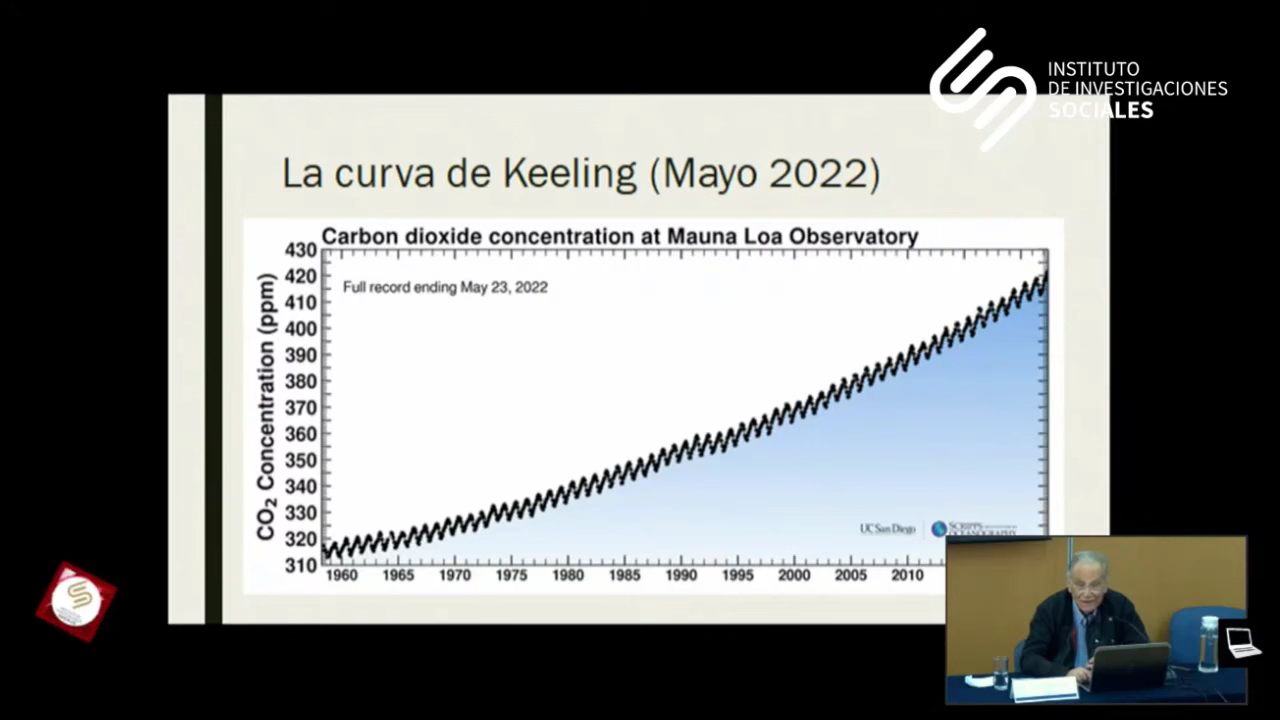 INSTITUTO
DE INVESTIGACIONES
SOCIALES
La curva de Keeling (Mayo 2022)
Carbon dioxide concentration at Mauna Loa Observatory
Full record ending May 23, 2022
CO₂ Concentration (ppm)
430
420
410
400
390
380
370
360
350
340
330
320
310
1960 1965 1970 1975 1980 1985 1990 1995 2000 2005 2010
UC San Diego
SCRIPPS
OCEANOGRAPHY